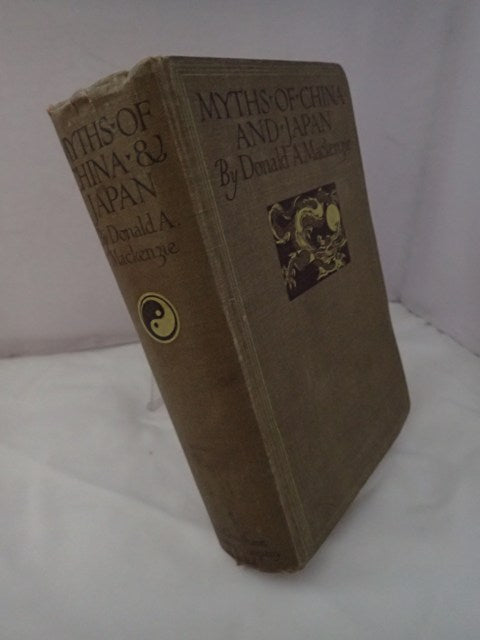 MYTHS·OF
CHINA·&
JAPAN
By Donald A.
Mackenzie
MYTHS·OF·CHINA
AND·JAPAN
By Donald A. Mackenzie